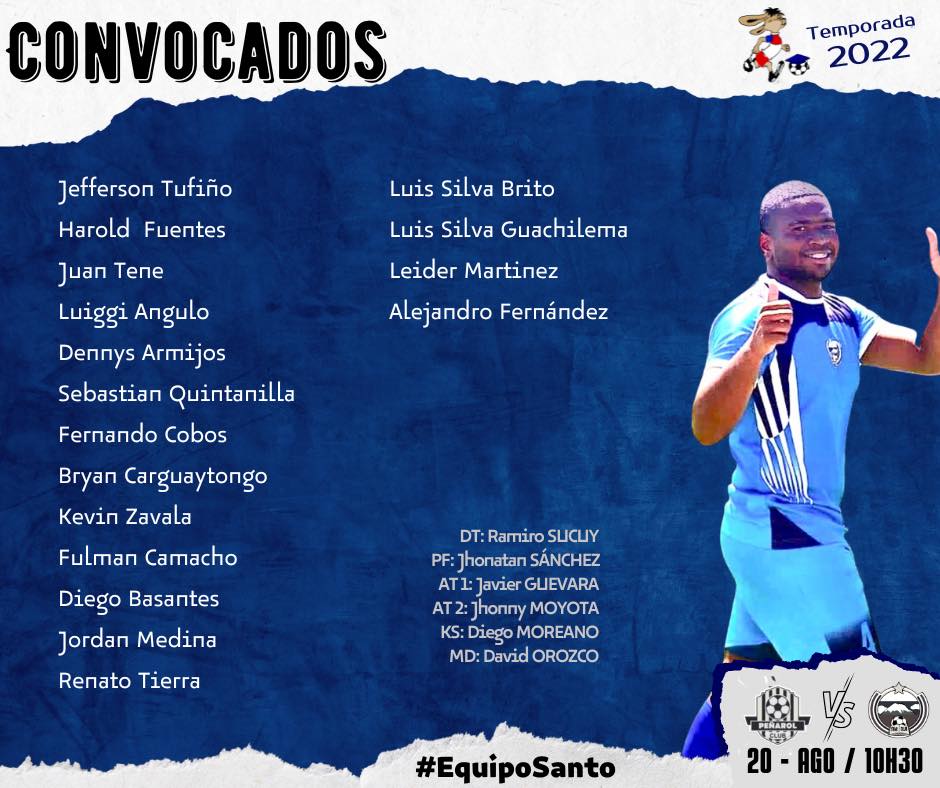 CONVOCADOS
Temporada
2022
Jefferson Tufiño
Harold Fuentes
Juan Tene
Luiggi Angulo
Dennys Armijos
Sebastian Quintanilla
Fernando Cobos
Bryan Carguaytongo
Kevin Zavala
Fulman Camacho
Diego Basantes
Jordan Medina
Renato Tierra
Luis Silva Brito
Luis Silva Guachilema
Leider Martinez
Alejandro Fernández
DT: Ramiro SUCUY
PF: Jhonatan SÁNCHEZ
AT 1: Javier GUEVARA
AT 2: Jhonny MOYOTA
KS: Diego MOREANO
MD: David OROZCO
PEÑAROL
CLUB
VS
20 - AGO / 10H30
#EquipoSanto